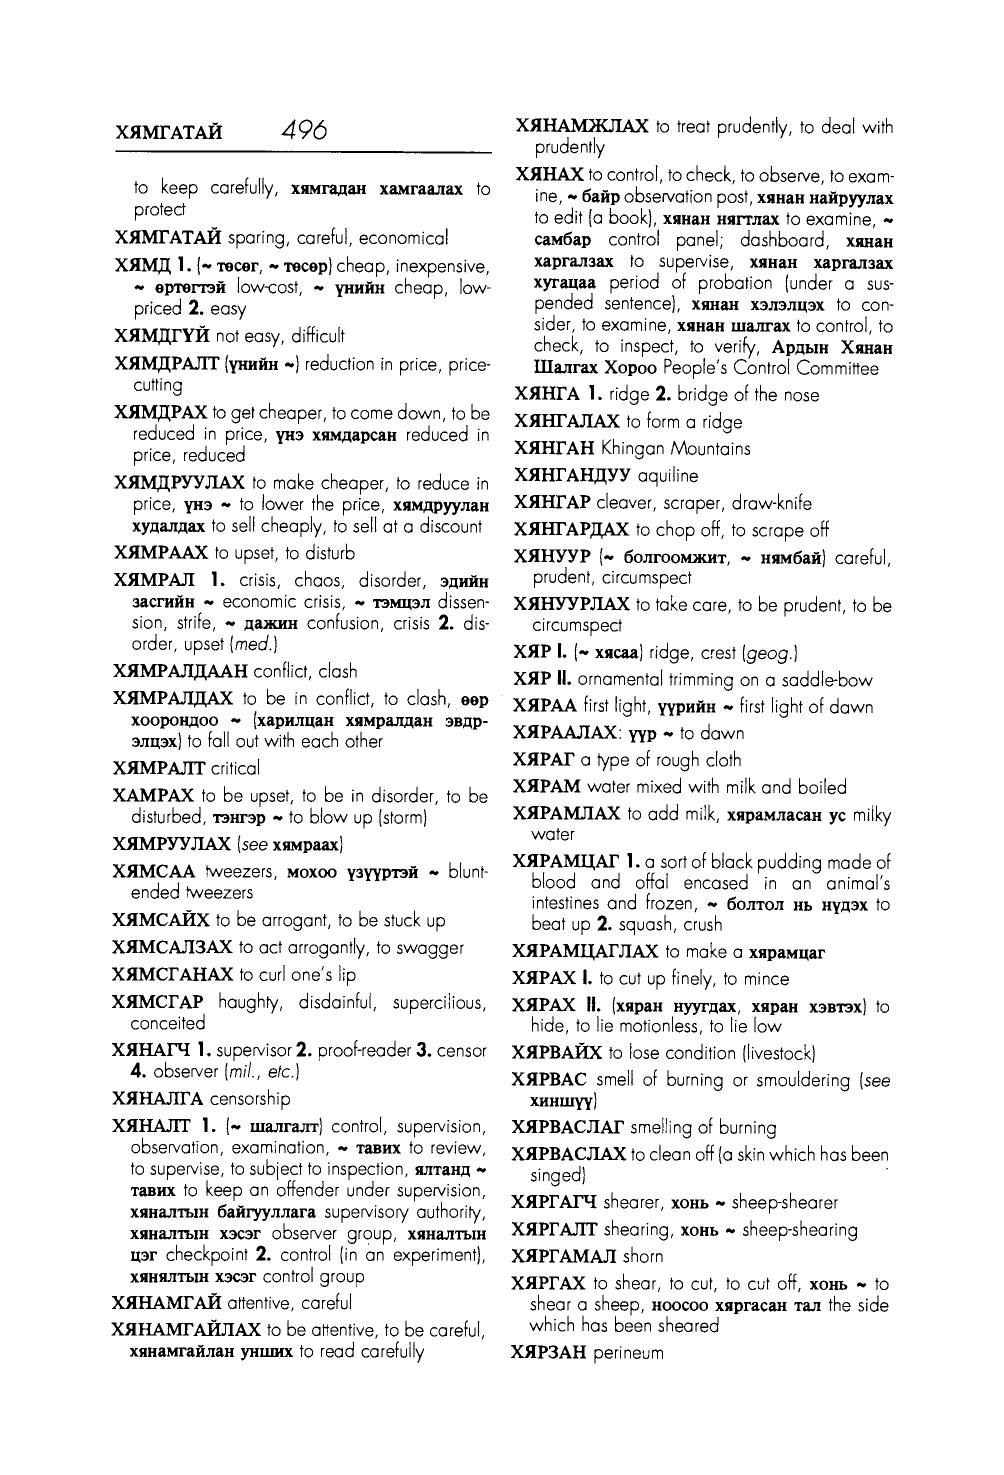 ХЯМГАТАЙ 496
to keep carefully, хямгадан хамгаалах to
protect
ХЯМГАТАЙ sparing, careful, economical
ХЯМД 1. (~ төсөг, ~ төсөр) cheap, inexpensive,
~ өртөгтэй low-cost, ~ үнийн cheap, low-
priced 2. easy
ХЯМДГҮЙ not easy, difficult
ХЯМДРАЛТ (үнийн ~) reduction in price, price-
cutting
ХЯМДРАХ to get cheaper, to come down, to be
reduced in price, үнэ хямдарсан reduced in
price, reduced
ХЯМДРУУЛАХ to make cheaper, to reduce in
price, үнэ ~ to lower the price, хямдруулан
худалдах to sell cheaply, to sell at a discount
ХЯМРААХ to upset, to disturb
ХЯМРАЛ 1. crisis, chaos, disorder, эдийн
засгийн ~ economic crisis, ~ тэмцэл dissen-
sion, strife, ~ дажин confusion, crisis 2. dis-
order, upset (med.)
ХЯМРАЛДААН conflict, clash
ХЯМРАЛДАХ to be in conflict, to clash, өөр
хоорондоо ~ (харилцан хямралдан эвдр-
элцэх) to fall out with each other
ХЯМРАЛТ critical
ХАМРАХ to be upset, to be in disorder, to be
disturbed, тэнгэр ~ to blow up (storm)
ХЯМРУУЛАХ (see хямраах)
ХЯМСАА tweezers, мохоо үзүүртэй ~ blunt-
ended tweezers
ХЯМСАЙХ to be arrogant, to be stuck up
ХЯМСАЛЗАХ to act arrogantly, to swagger
ХЯМСГАНАХ to curl one's lip
ХЯМСГАР haughty, disdainful, supercilious,
conceited
ХЯНАГЧ 1. supervisor 2. proof-reader 3. censor
4. observer (mil., etc.)
ХЯНАЛГА censorship
ХЯНАЛТ 1. (~ шалгалт) control, supervision,
observation, examination, ~ тавих to review,
to supervise, to subject to inspection, ялтанд ~
тавих to keep an offender under supervision,
хяналтын байгууллага supervisory authority,
хяналтын хэсэг observer group, хяналтын
цэг checkpoint 2. control (in an experiment),
хянялтын хэсэг control group
ХЯНАМГАЙ attentive, careful
ХЯНАМГАЙЛАХ to be attentive, to be careful,
хянамгайлан унших to read carefully
ХЯНАМЖЛАХ to treat prudently, to deal with
prudently
ХЯНАХ to control, to check, to observe, to exam-
ine, ~ байр observation post, хянан найруулах
to edit (a book), хянан нягтлах to examine, ~
самбар control panel; dashboard, хянан
харгалзах to supervise, хянан харгалзах
хугацаа period of probation (under a sus-
pended sentence), хянан хэлэлцэх to con-
sider, to examine, хянан шалгах to control, to
check, to inspect, to verify, Ардын Хянан
Шалгах Хороо People's Control Committee
ХЯНГА 1. ridge 2. bridge of the nose
ХЯНГАЛАХ to form a ridge
ХЯНГАН Khingan Mountains
ХЯНГАНДУУ aquiline
ХЯНГАР cleaver, scraper, draw-knife
ХЯНГАРДАХ to chop off, to scrape off
ХЯНУУР (~ болгоомжит, ~ нямбай) careful,
prudent, circumspect
ХЯНУУРЛАХ to take care, to be prudent, to be
circumspect
ХЯР I. (~ хясаа) ridge, crest (geog.)
ХЯР II. ornamental trimming on a saddle-bow
ХЯРАА first light, үүрийн ~ first light of dawn
ХЯРААЛАХ: үүр ~ to dawn
ХЯРАГ a type of rough cloth
ХЯРАМ water mixed with milk and boiled
ХЯРАМЛАХ to add milk, хярамласан ус milky
water
ХЯРАМЦАГ 1. a sort of black pudding made of
blood and offal encased in an animal's
intestines and frozen, ~ болтол нь нүдэх to
beat up 2. squash, crush
ХЯРАМЦАГЛАХ to make a хярамцаг
ХЯРАХ I. to cut up finely, to mince
ХЯРАХ II. (хяран нуугдах, хяран хэвтэх) to
hide, to lie motionless, to lie low
ХЯРВАЙХ to lose condition (livestock)
ХЯРВАС smell of burning or smouldering (see
хиншүү)
ХЯРВАСЛАГ smelling of burning
ХЯРВАСЛАХ to clean off (a skin which has been
singed)
ХЯРГАГЧ shearer, хонь ~ sheep-shearer
ХЯРГАЛТ shearing, хонь ~ sheep-shearing
ХЯРГАМАЛ shorn
ХЯРГАХ to shear, to cut, to cut off, хонь ~ to
shear a sheep, ноосоо хяргасан тал the side
which has been sheared
ХЯРЗАН perineum